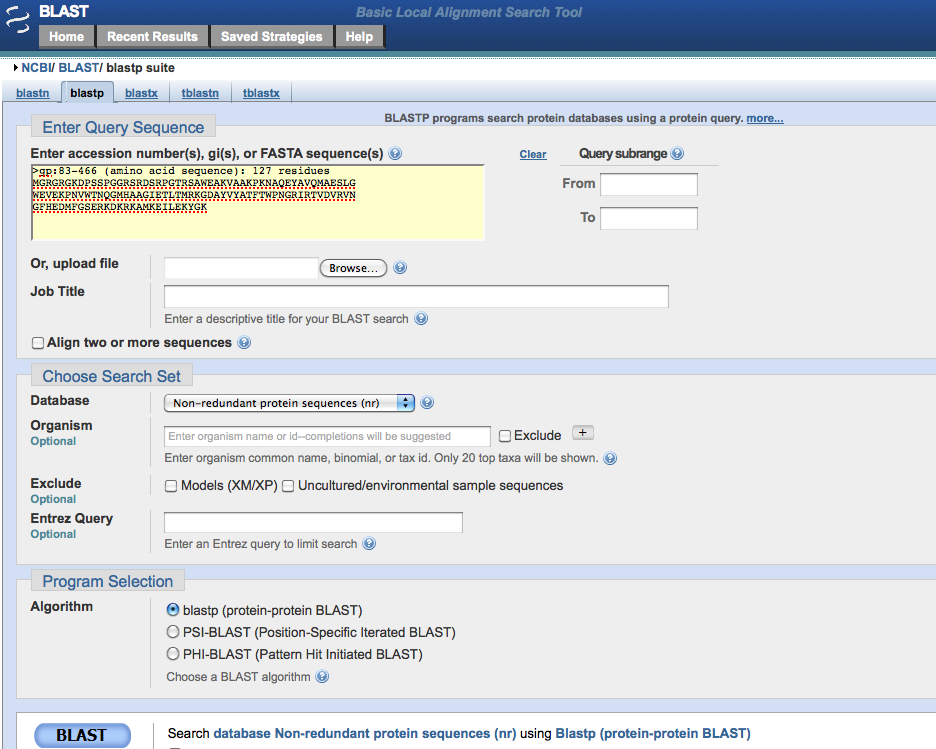 BLAST
Basic Local Alignment Search Tool
Home Recent Results Saved Strategies Help
NCBI/ BLAST/ blastp suite
blastn blastp blastx tblastn tblastx
Enter Query Sequence
BLASTP programs search protein databases using a protein query. more...
Enter accession number(s), gi(s), or FASTA sequence(s) Clear Query subrange
>gp:83-466 (amino acid sequence): 127 residues
MGRGRGKDPSSPGGRSRDSRPGTRSAWEAKVAAKPKNAQEYAVQMAESLG
WEVEKPNVWTNQGMHAAGIETLTMRKGDAVYATFTWPNGRIRTVDVHYN
GFHEDMFGSERKDKRKAMKEILEKYGK
From
To
Or, upload file Browse...
Job Title
Enter a descriptive title for your BLAST search
Align two or more sequences
Choose Search Set
Database Non-redundant protein sequences (nr)
Organism
Optional
Enter organism name or id--completions will be suggested Exclude +
Enter organism common name, binomial, or tax id. Only 20 top taxa will be shown.
Exclude
Optional
Models (XM/XP) Uncultured/environmental sample sequences
Entrez Query
Optional
Enter an Entrez query to limit search
Program Selection
Algorithm
blastp (protein-protein BLAST)
PSI-BLAST (Position-Specific Iterated BLAST)
PHI-BLAST (Pattern Hit Initiated BLAST)
Choose a BLAST algorithm
BLAST Search database Non-redundant protein sequences (nr) using Blastp (protein-protein BLAST)